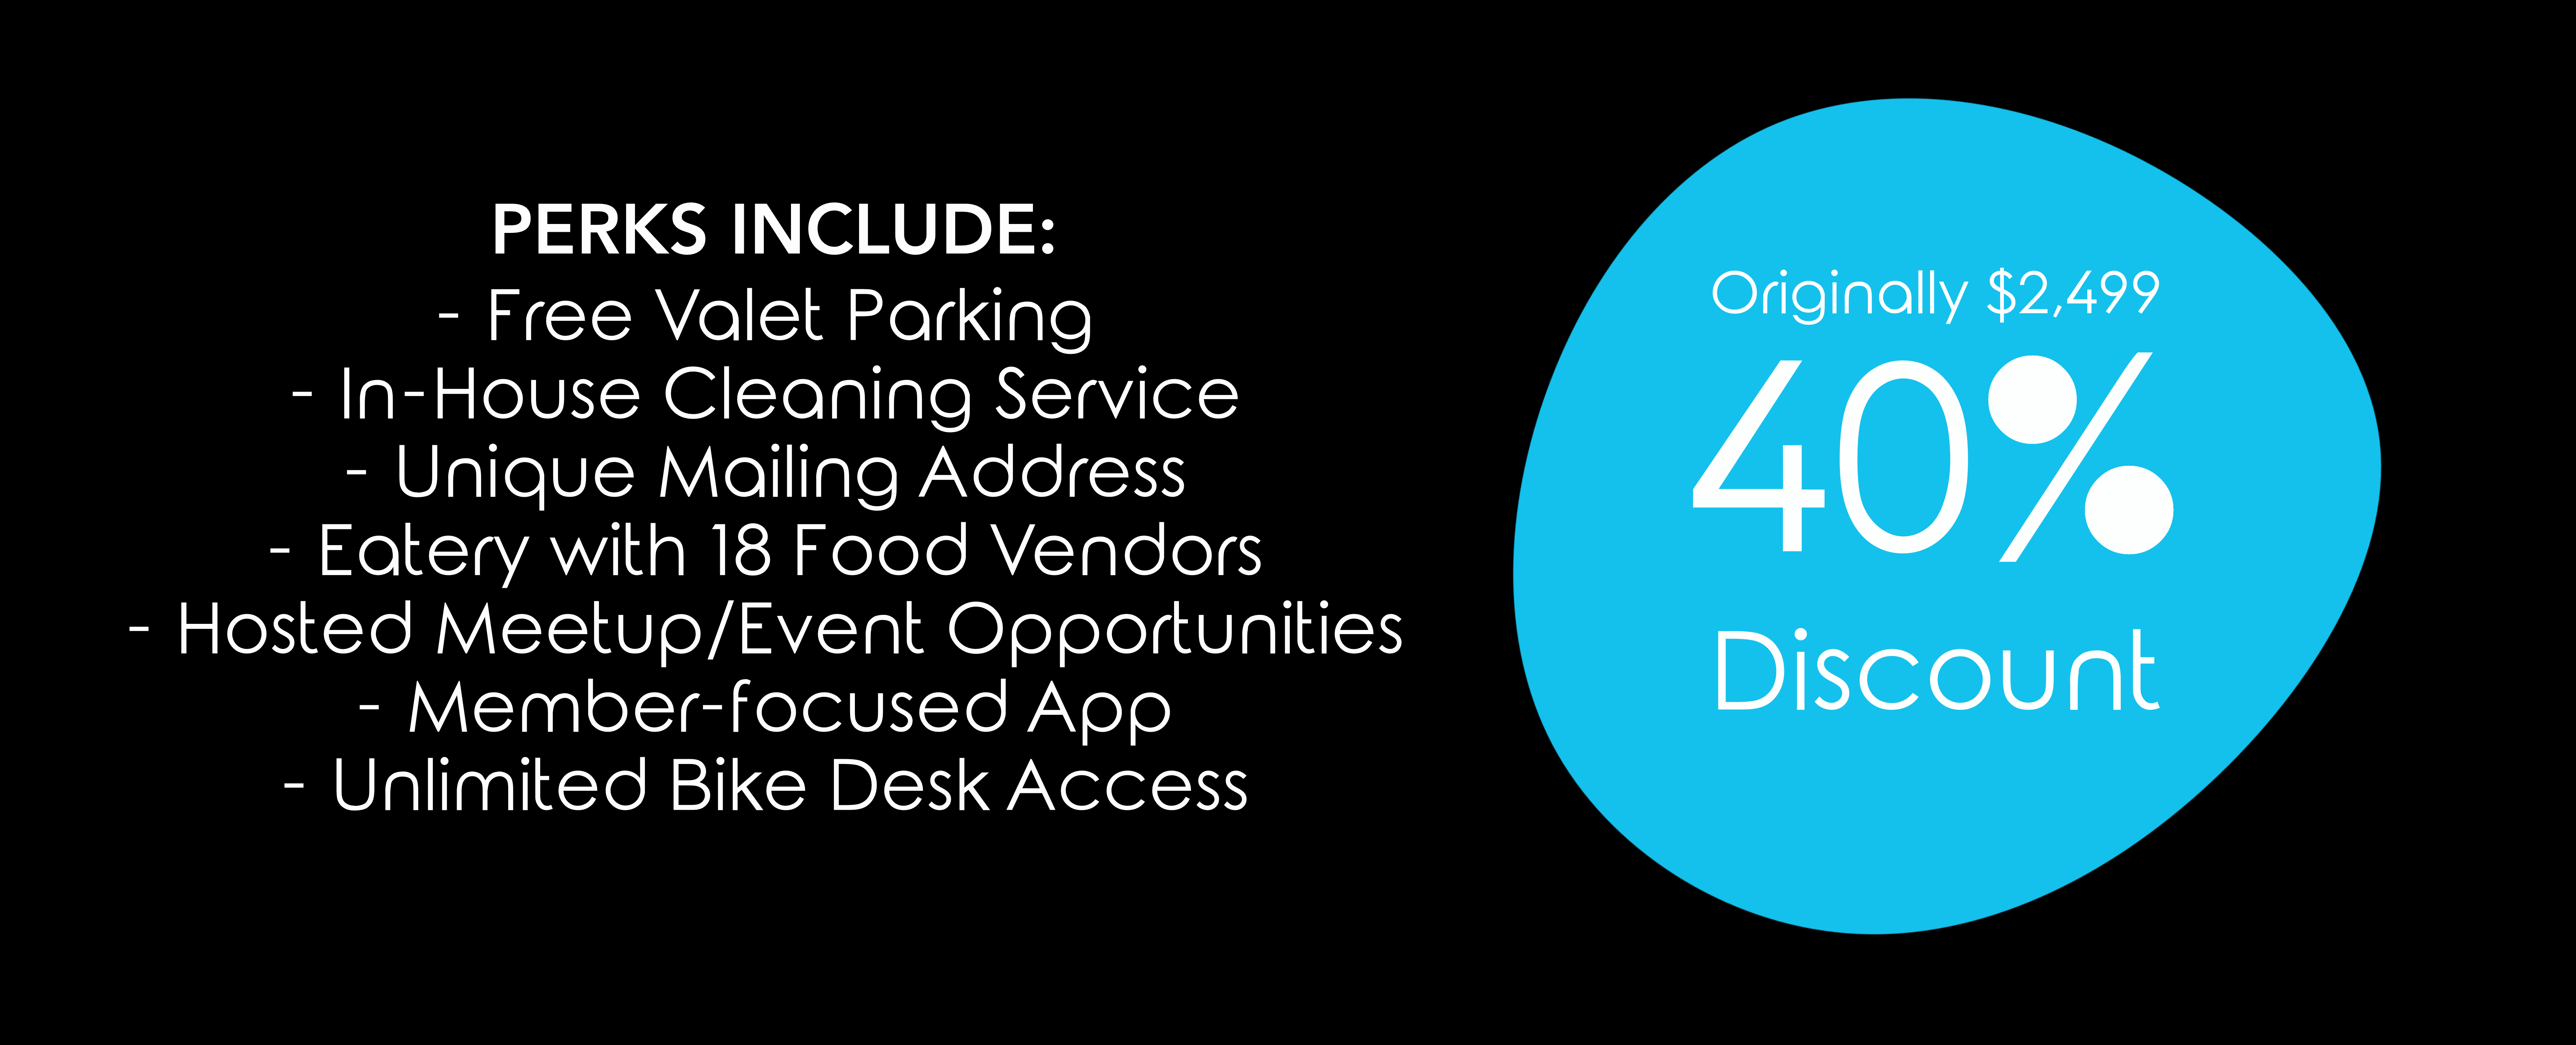 PERKS INCLUDE:
- Free Valet Parking
- In-House Cleaning Service
- Unique Mailing Address
- Eatery with 18 Food Vendors
- Hosted Meetup/Event Opportunities
- Member-focused App
- Unlimited Bike Desk Access
Originally $2,499
40%
Discount